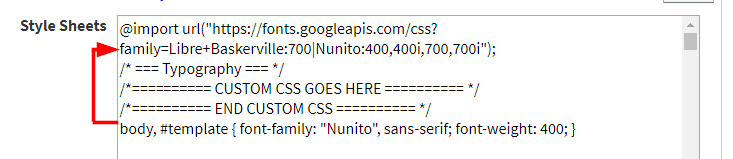 Style Sheets
@import url("https://fonts.googleapis.com/css?
family=Libre+Baskerville:700|Nunito:400,400i,700,700i");
/* === Typography === */
/*========== CUSTOM CSS GOES HERE ========== */
/*========== END CUSTOM CSS ========== */
body, #template { font-family: "Nunito", sans-serif; font-weight: 400; }